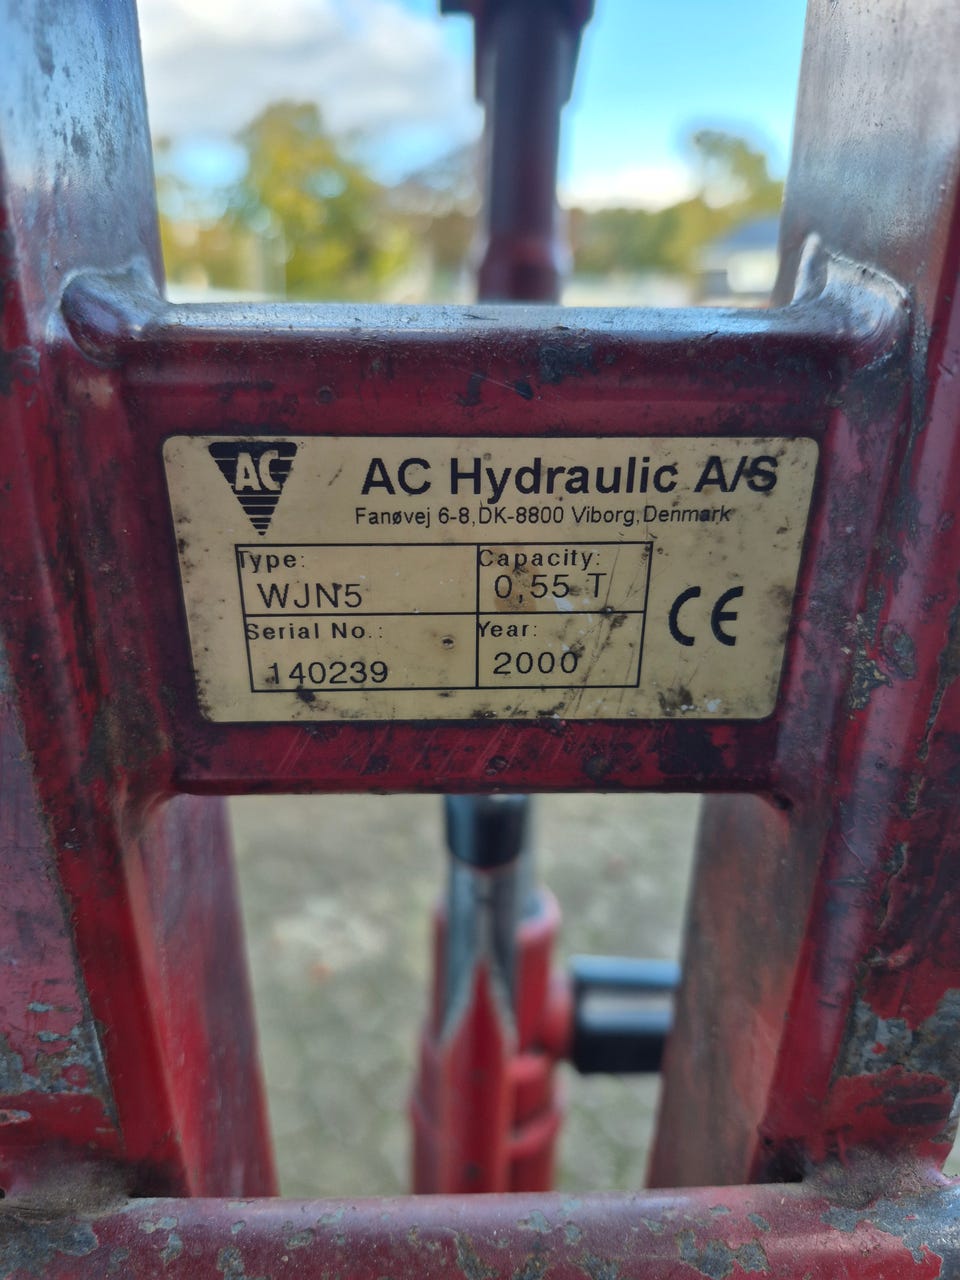 AC
AC Hydraulic A/S
Fanøvej 6-8, DK-8800 Viborg, Denmark
Type:
WJN5
Capacity:
0,55 T
Serial No.:
140239
Year:
2000
CE